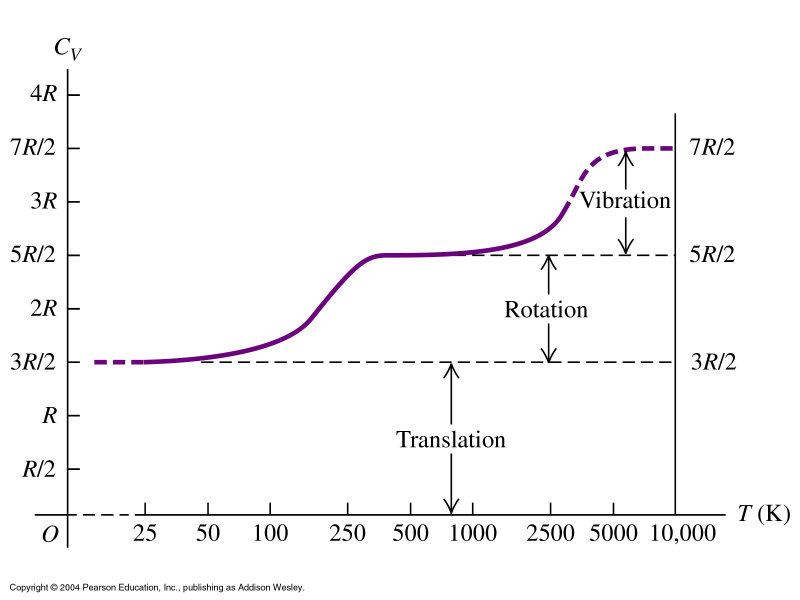 C_V
4R
7R/2 7R/2
3R Vibration
5R/2 5R/2
2R Rotation
3R/2 3R/2
R
Translation
R/2
O 25 50 100 250 500 1000 2500 5000 10,000 T (K)
Copyright © 2004 Pearson Education, Inc., publishing as Addison Wesley.